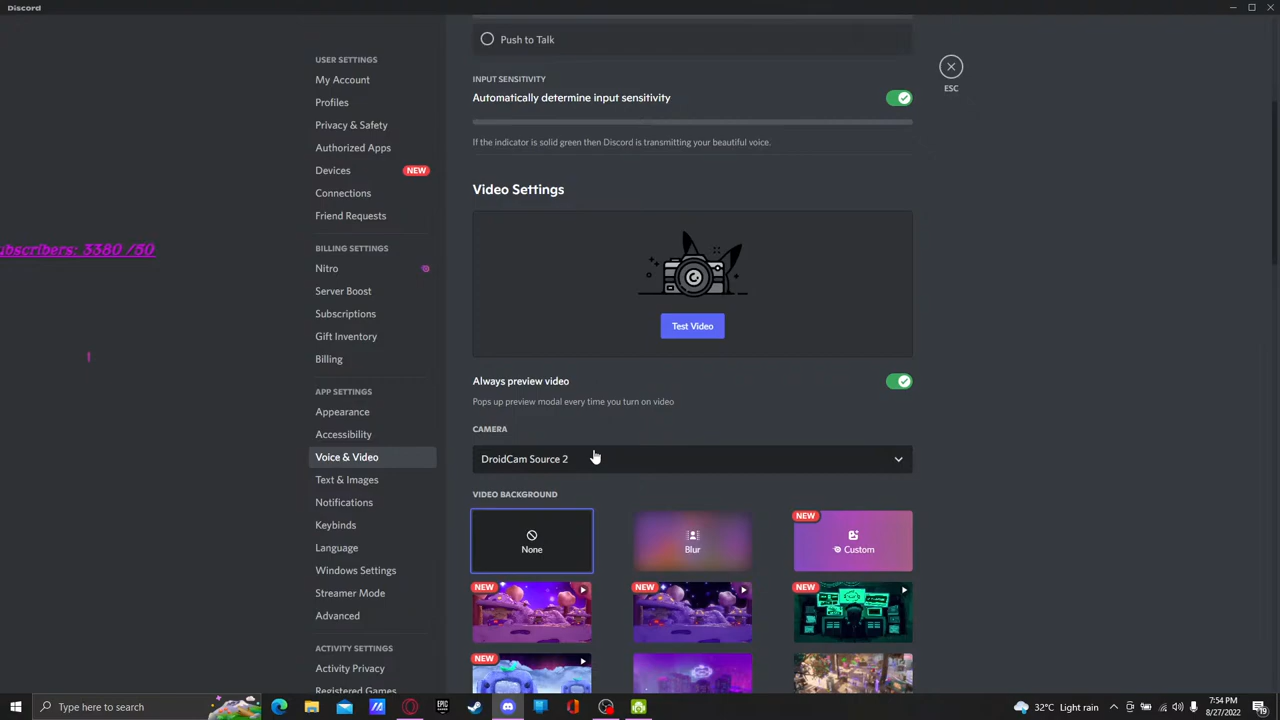 Discord
Push to Talk
INPUT SENSITIVITY
Automatically determine input sensitivity
If the indicator is solid green then Discord is transmitting your beautiful voice.
ESC
USER SETTINGS
My Account
Profiles
Privacy & Safety
Authorized Apps
Devices NEW
Connections
Friend Requests
BILLING SETTINGS
Nitro
Server Boost
Subscriptions
Gift Inventory
Billing
APP SETTINGS
Appearance
Accessibility
Voice & Video
Text & Images
Notifications
Keybinds
Language
Windows Settings
Streamer Mode
Advanced
ACTIVITY SETTINGS
Activity Privacy
Registered Games
ubscribers: 3380 /50
!
Video Settings
Test Video
Always preview video
Pops up preview modal every time you turn on video
CAMERA
DroidCam Source 2
VIDEO BACKGROUND
None
Blur
NEW
Custom
NEW
NEW
NEW
NEW
Type here to search
EPIC
GAMES
32°C Light rain
7:54 PM
8/27/2022
19